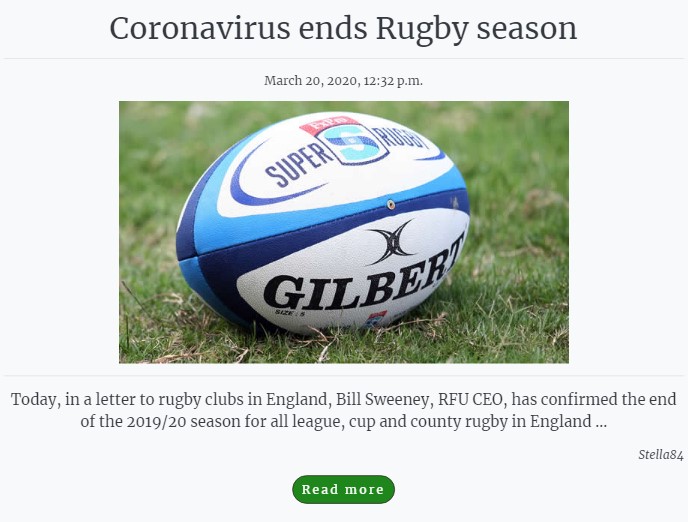 Coronavirus ends Rugby season
March 20, 2020, 12:32 p.m.
SUPER RUGBY
GILBERT
SIZE : 5
Today, in a letter to rugby clubs in England, Bill Sweeney, RFU CEO, has confirmed the end
of the 2019/20 season for all league, cup and county rugby in England ...
Stella84
Read more